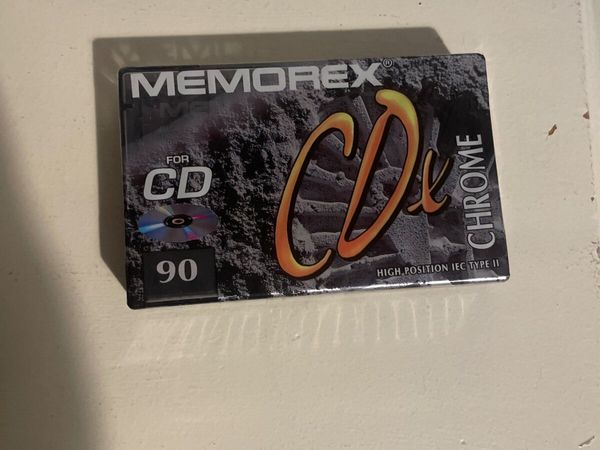 MEMOREX®
FOR
CD
90
CDx
CHROME
HIGH POSITION IEC TYPE II